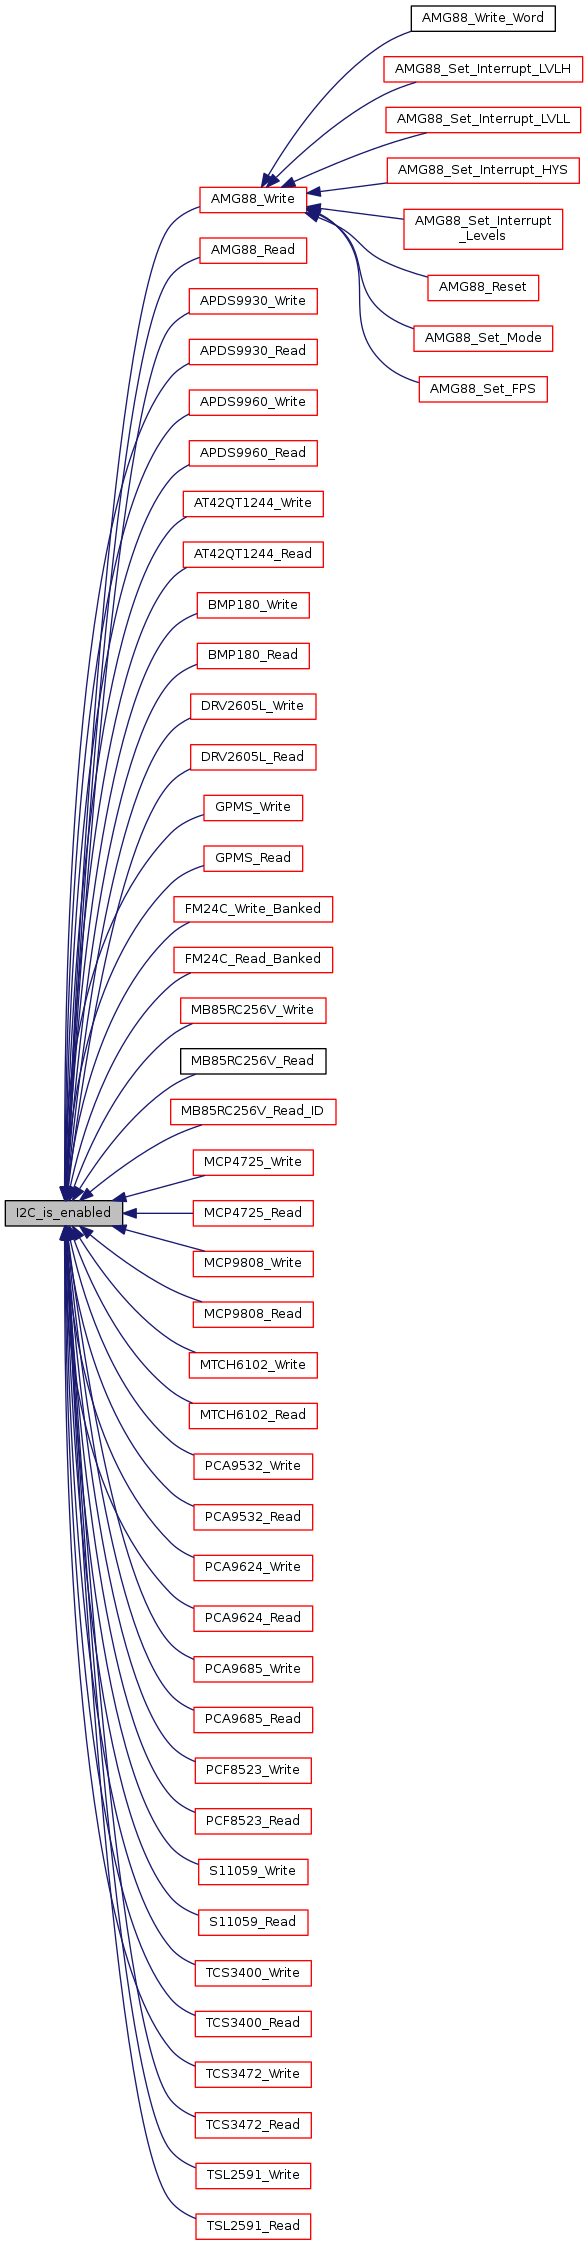 AMG88_Write_Word
AMG88_Set_Interrupt_LVLH
AMG88_Set_Interrupt_LVLL
AMG88_Set_Interrupt_HYS
AMG88_Write
AMG88_Set_Interrupt
_Levels
AMG88_Read
AMG88_Reset
APDS9930_Write
AMG88_Set_Mode
APDS9930_Read
AMG88_Set_FPS
APDS9960_Write
APDS9960_Read
AT42QT1244_Write
AT42QT1244_Read
BMP180_Write
BMP180_Read
DRV2605L_Write
DRV2605L_Read
GPMS_Write
GPMS_Read
FM24C_Write_Banked
FM24C_Read_Banked
MB85RC256V_Write
MB85RC256V_Read
MB85RC256V_Read_ID
MCP4725_Write
I2C_is_enabled
MCP4725_Read
MCP9808_Write
MCP9808_Read
MTCH6102_Write
MTCH6102_Read
PCA9532_Write
PCA9532_Read
PCA9624_Write
PCA9624_Read
PCA9685_Write
PCA9685_Read
PCF8523_Write
PCF8523_Read
S11059_Write
S11059_Read
TCS3400_Write
TCS3400_Read
TCS3472_Write
TCS3472_Read
TSL2591_Write
TSL2591_Read